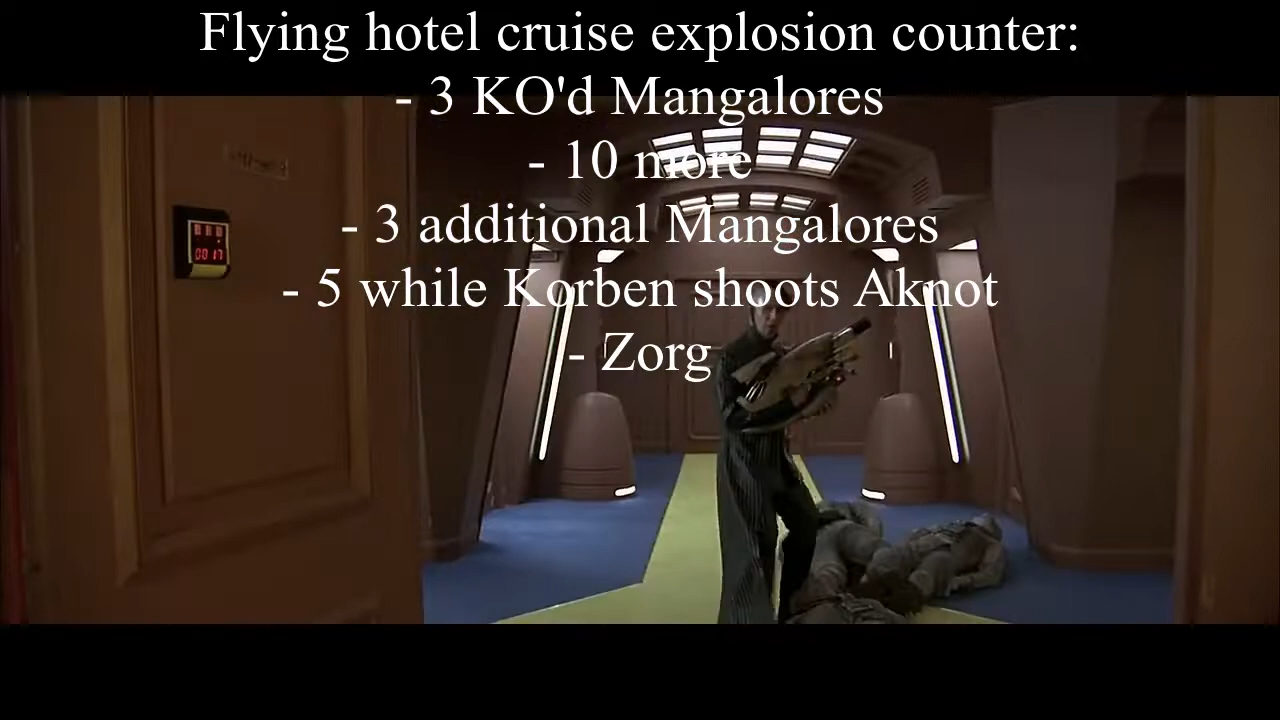 Flying hotel cruise explosion counter:
- 3 KO'd Mangalores
- 10 more
- 3 additional Mangalores
- 5 while Korben shoots Aknot
- Zorg
0017